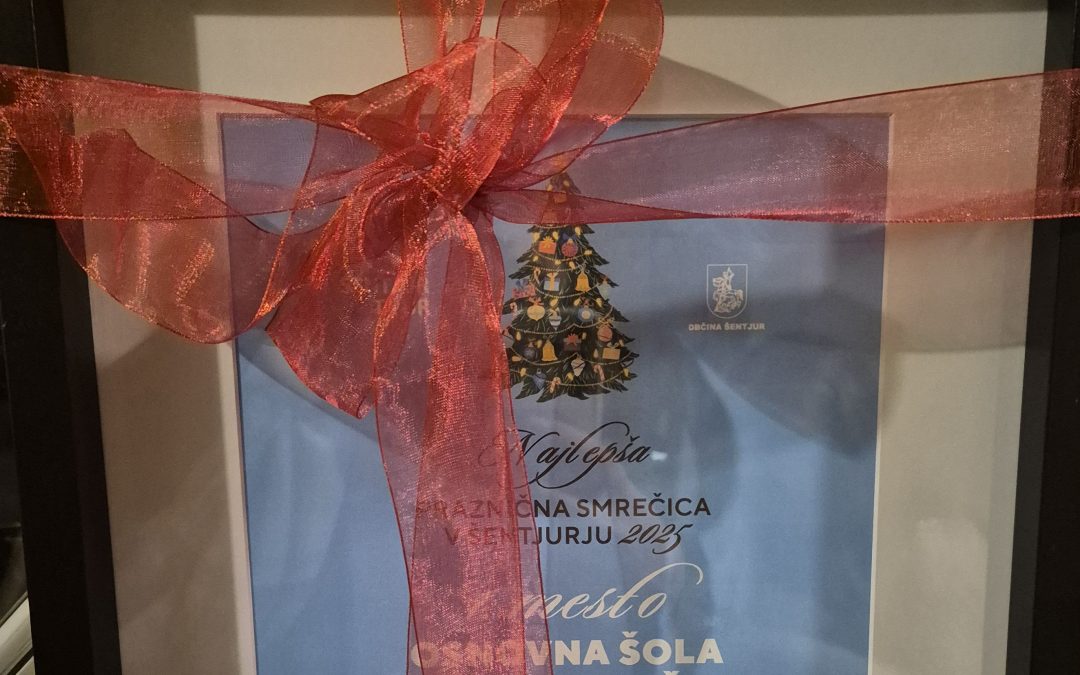 OBČINA ŠENTJUR
Najlepša
PRAZNIČNA SMREČICA
V ŠENTJURJU 2025
mesto
OSNOVNA ŠOLA